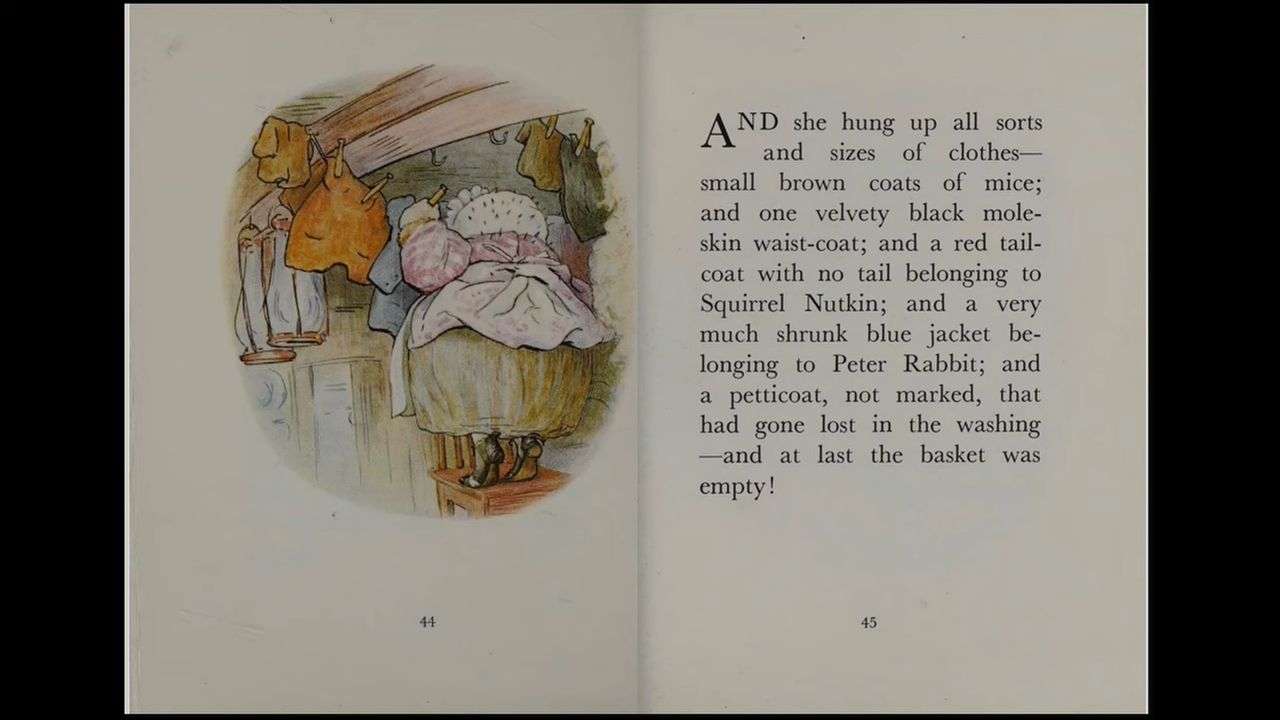 44
AND she hung up all sorts
and sizes of clothes—
small brown coats of mice;
and one velvety black mole-
skin waist-coat; and a red tail-
coat with no tail belonging to
Squirrel Nutkin; and a very
much shrunk blue jacket be-
longing to Peter Rabbit; and
a petticoat, not marked, that
had gone lost in the washing
—and at last the basket was
empty!
45